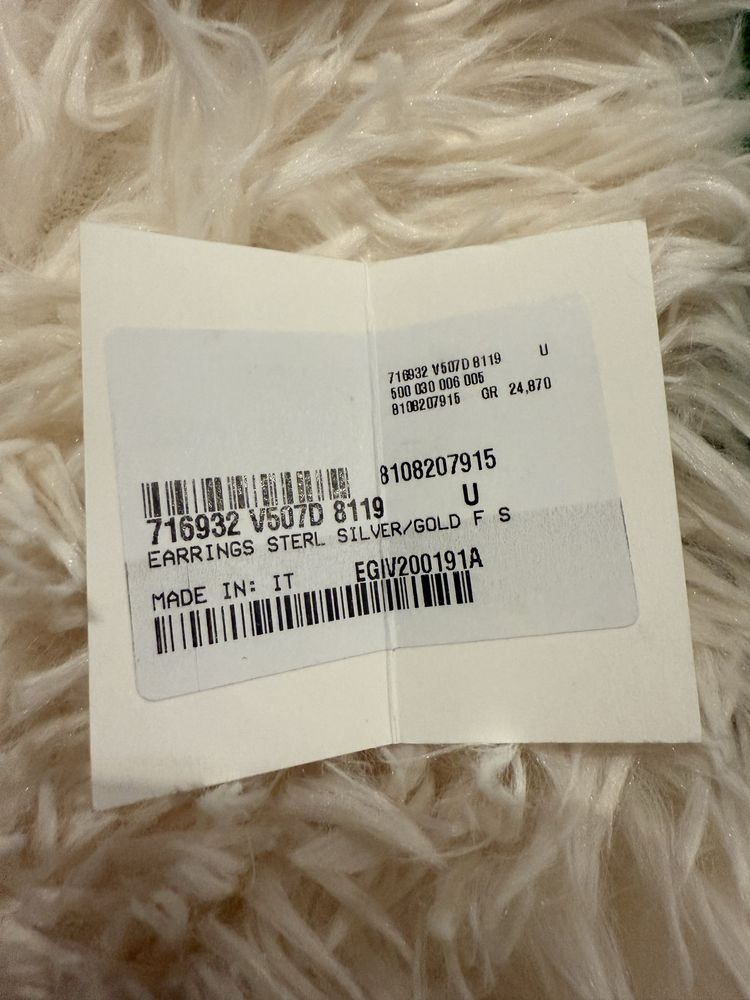 716932 V507D 8119 U
500 030 006 005
8108207915 GR 24,870
8108207915
716932 V507D 8119 U
EARRINGS STERL SILVER/GOLD F S
MADE IN: IT EGIV200191A